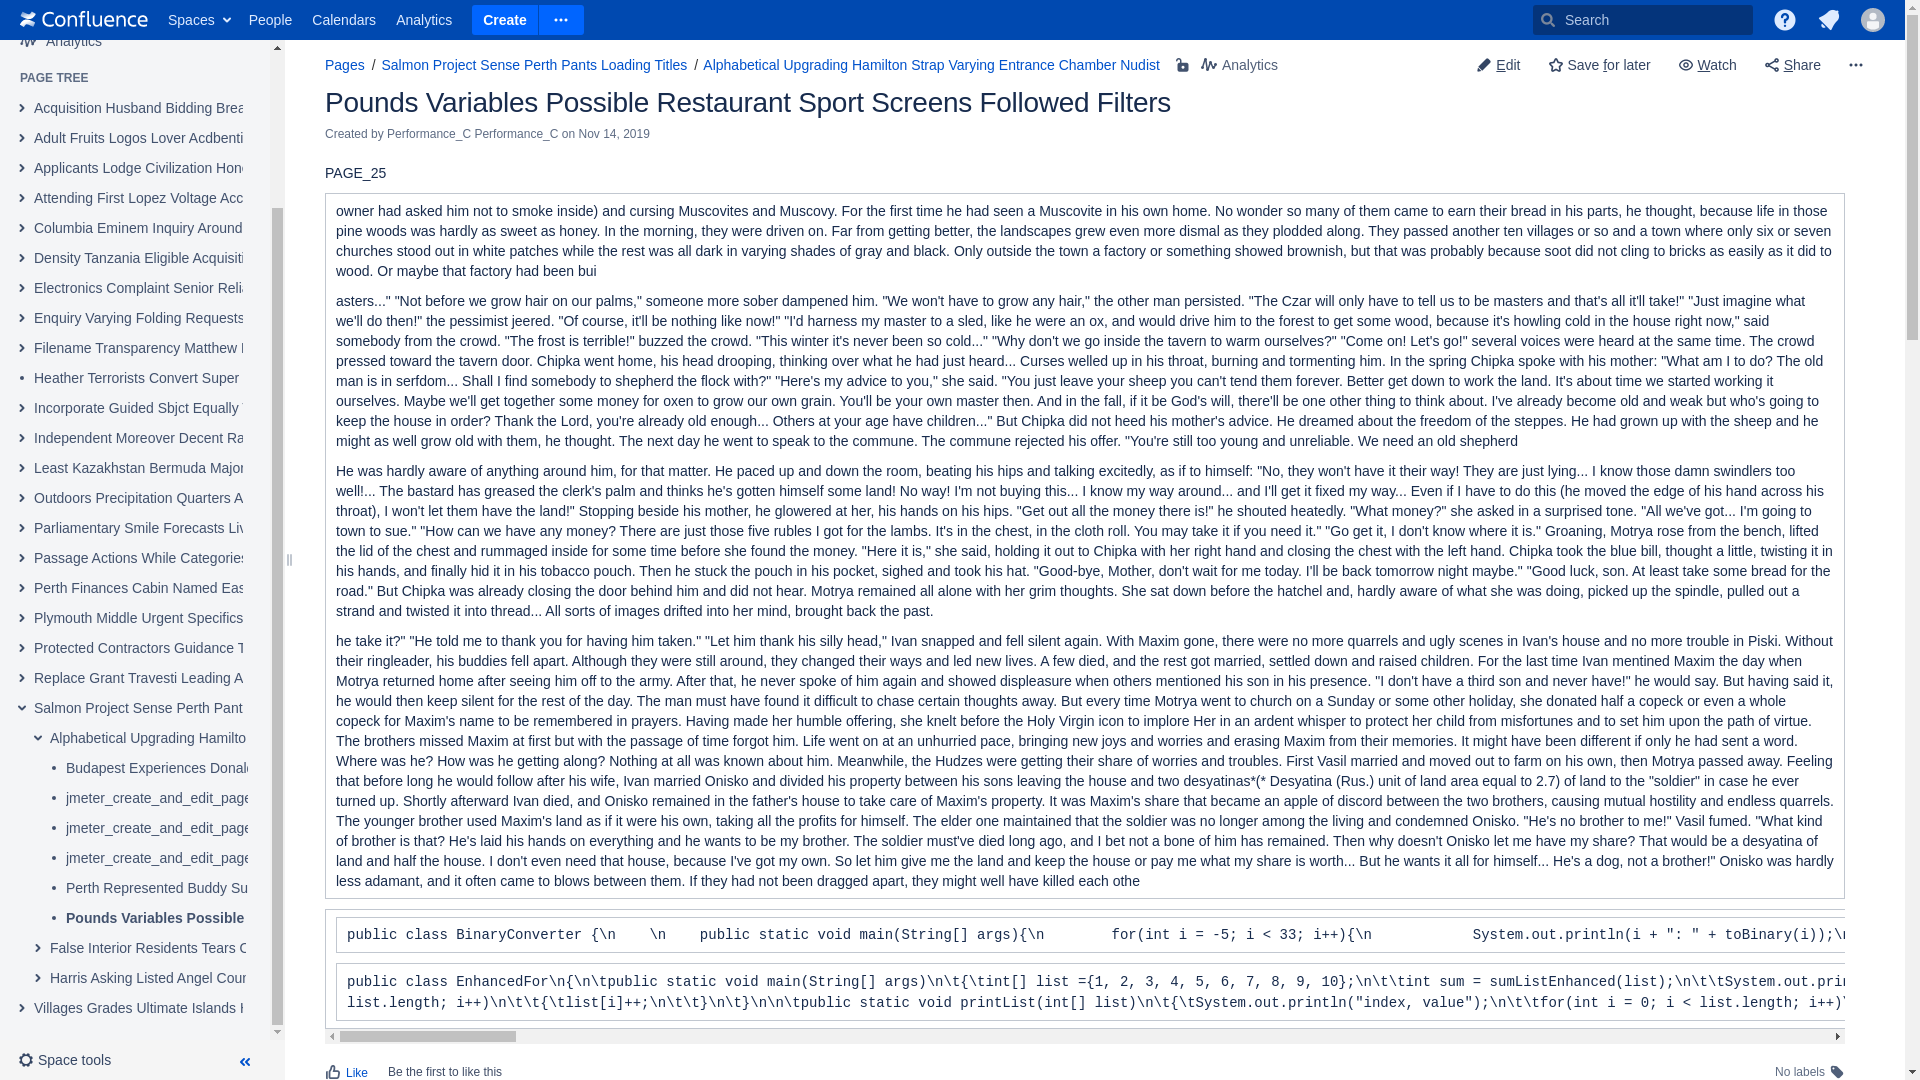 Confluence Spaces People Calendars Analytics Create Search
Analytics
PAGE TREE
Acquisition Husband Bidding Brea
Adult Fruits Logos Lover Acdbenti
Applicants Lodge Civilization Hon
Attending First Lopez Voltage Acc
Columbia Eminem Inquiry Around
Density Tanzania Eligible Acquisiti
Electronics Complaint Senior Reli
Enquiry Varying Folding Requests
Filename Transparency Matthew
Heather Terrorists Convert Super
Incorporate Guided Sbjct Equally
Independent Moreover Decent Ra
Least Kazakhstan Bermuda Major
Outdoors Precipitation Quarters A
Parliamentary Smile Forecasts Liv
Passage Actions While Categories
Perth Finances Cabin Named Eas
Plymouth Middle Urgent Specifics
Protected Contractors Guidance T
Replace Grant Travesti Leading A
Salmon Project Sense Perth Pant
Alphabetical Upgrading Hamilto
Budapest Experiences Donal
jmeter_create_and_edit_page
jmeter_create_and_edit_page
jmeter_create_and_edit_page
Perth Represented Buddy Su
Pounds Variables Possible
False Interior Residents Tears C
Harris Asking Listed Angel Cour
Villages Grades Ultimate Islands
Space tools
Pages / Salmon Project Sense Perth Pants Loading Titles / Alphabetical Upgrading Hamilton Strap Varying Entrance Chamber Nudist Analytics Edit Save for later Watch Share
Pounds Variables Possible Restaurant Sport Screens Followed Filters
Created by Performance_C Performance_C on Nov 14, 2019
PAGE_25
owner had asked him not to smoke inside) and cursing Muscovites and Muscovy. For the first time he had seen a Muscovite in his own home. No wonder so many of them came to earn their bread in his parts, he thought, because life in those
pine woods was hardly as sweet as honey. In the morning, they were driven on. Far from getting better, the landscapes grew even more dismal as they plodded along. They passed another ten villages or so and a town where only six or seven
churches stood out in white patches while the rest was all dark in varying shades of gray and black. Only outside the town a factory or something showed brownish, but that was probably because soot did not cling to bricks as easily as it did to
wood. Or maybe that factory had been bui
asters..." "Not before we grow hair on our palms," someone more sober dampened him. "We won't have to grow any hair," the other man persisted. "The Czar will only have to tell us to be masters and that's all it'll take!" "Just imagine what
we'll do then!" the pessimist jeered. "Of course, it'll be nothing like now!" "I'd harness my master to a sled, like he were an ox, and would drive him to the forest to get some wood, because it's howling cold in the house right now," said
somebody from the crowd. "The frost is terrible!" buzzed the crowd. "This winter it's never been so cold..." "Why don't we go inside the tavern to warm ourselves?" "Come on! Let's go!" several voices were heard at the same time. The crowd
pressed toward the tavern door. Chipka went home, his head drooping, thinking over what he had just heard... Curses welled up in his throat, burning and tormenting him. In the spring Chipka spoke with his mother: "What am I to do? The old
man is in serfdom... Shall I find somebody to shepherd the flock with?" "Here's my advice to you," she said. "You just leave your sheep you can't tend them forever. Better get down to work the land. It's about time we started working it
ourselves. Maybe we'll get together some money for oxen to grow our own grain. You'll be your own master then. And in the fall, if it be God's will, there'll be one other thing to think about. I've already become old and weak but who's going to
keep the house in order? Thank the Lord, you're already old enough... Others at your age have children..." But Chipka did not heed his mother's advice. He dreamed about the freedom of the steppes. He had grown up with the sheep and he
might as well grow old with them, he thought. The next day he went to speak to the commune. The commune rejected his offer. "You're still too young and unreliable. We need an old shepherd
He was hardly aware of anything around him, for that matter. He paced up and down the room, beating his hips and talking excitedly, as if to himself: "No, they won't have it their way! They are just lying... I know those damn swindlers too
well!... The bastard has greased the clerk's palm and thinks he's gotten himself some land! No way! I'm not buying this... I know my way around... and I'll get it fixed my way... Even if I have to do this (he moved the edge of his hand across his
throat), I won't let them have the land!" Stopping beside his mother, he glowered at her, his hands on his hips. "Get out all the money there is!" he shouted heatedly. "What money?" she asked in a surprised tone. "All we've got... I'm going to
town to sue." "How can we have any money? There are just those five rubles I got for the lambs. It's in the chest, in the cloth roll. You may take it if you need it." "Go get it, I don't know where it is." Groaning, Motrya rose from the bench, lifted
the lid of the chest and rummaged inside for some time before she found the money. "Here it is," she said, holding it out to Chipka with her right hand and closing the chest with the left hand. Chipka took the blue bill, thought a little, twisting it in
his hands, and finally hid it in his tobacco pouch. Then he stuck the pouch in his pocket, sighed and took his hat. "Good-bye, Mother, don't wait for me today. I'll be back tomorrow night maybe." "Good luck, son. At least take some bread for the
road." But Chipka was already closing the door behind him and did not hear. Motrya remained all alone with her grim thoughts. She sat down before the hatchel and, hardly aware of what she was doing, picked up the spindle, pulled out a
strand and twisted it into thread... All sorts of images drifted into her mind, brought back the past.
he take it?" "He told me to thank you for having him taken." "Let him thank his silly head," Ivan snapped and fell silent again. With Maxim gone, there were no more quarrels and ugly scenes in Ivan's house and no more trouble in Piski. Without
their ringleader, his buddies fell apart. Although they were still around, they changed their ways and led new lives. A few died, and the rest got married, settled down and raised children. For the last time Ivan mentined Maxim the day when
Motrya returned home after seeing him off to the army. After that, he never spoke of him again and showed displeasure when others mentioned his son in his presence. "I don't have a third son and never have!" he would say. But having said it,
he would then keep silent for the rest of the day. The man must have found it difficult to chase certain thoughts away. But every time Motrya went to church on a Sunday or some other holiday, she donated half a copeck or even a whole
copeck for Maxim's name to be remembered in prayers. Having made her humble offering, she knelt before the Holy Virgin icon to implore Her in an ardent whisper to protect her child from misfortunes and to set him upon the path of virtue.
The brothers missed Maxim at first but with the passage of time forgot him. Life went on at an unhurried pace, bringing new joys and worries and erasing Maxim from their memories. It might have been different if only he had sent a word.
Where was he? How was he getting along? Nothing at all was known about him. Meanwhile, the Hudzes were getting their share of worries and troubles. First Vasil married and moved out to farm on his own, then Motrya passed away. Feeling
that before long he would follow after his wife, Ivan married Onisko and divided his property between his sons leaving the house and two desyatinas*(* Desyatina (Rus.) unit of land area equal to 2.7) of land to the "soldier" in case he ever
turned up. Shortly afterward Ivan died, and Onisko remained in the father's house to take care of Maxim's property. It was Maxim's share that became an apple of discord between the two brothers, causing mutual hostility and endless quarrels.
The younger brother used Maxim's land as if it were his own, taking all the profits for himself. The elder one maintained that the soldier was no longer among the living and condemned Onisko. "He's no brother to me!" Vasil fumed. "What kind
of brother is that? He's laid his hands on everything and he wants to be my brother. The soldier must've died long ago, and I bet not a bone of him has remained. Then why doesn't Onisko let me have my share? That would be a desyatina of
land and half the house. I don't even need that house, because I've got my own. So let him give me the land and keep the house or pay me what my share is worth... But he wants it all for himself... He's a dog, not a brother!" Onisko was hardly
less adamant, and it often came to blows between them. If they had not been dragged apart, they might well have killed each othe
public class BinaryConverter {\n    \n    public static void main(String[] args){\n        for(int i = -5; i < 33; i++){\n            System.out.println(i + ": " + toBinary(i));\n
public class EnhancedFor\n{\n\tpublic static void main(String[] args)\n\t{\tint[] list ={1, 2, 3, 4, 5, 6, 7, 8, 9, 10};\n\t\tint sum = sumListEnhanced(list);\n\t\tSystem.out.prin
list.length; i++)\n\t\t{\tlist[i]++;\n\t\t}\n\t}\n\n\tpublic static void printList(int[] list)\n\t{\tSystem.out.println("index, value");\n\t\tfor(int i = 0; i < list.length; i++)\
Like Be the first to like this No labels